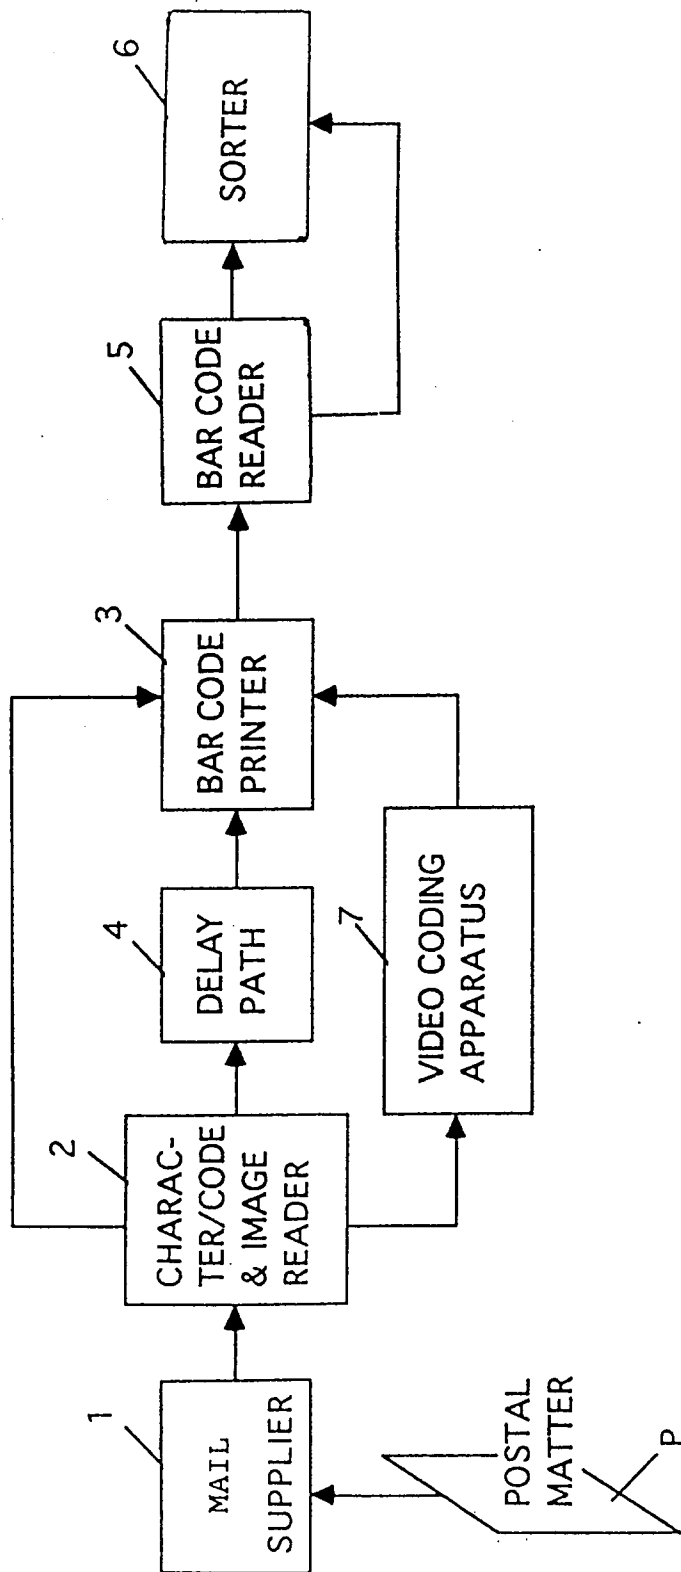 1
MAIL
SUPPLIER
POSTAL
MATTER
P
2
CHARAC-
TER/CODE
& IMAGE
READER
4
DELAY
PATH
3
BAR CODE
PRINTER
7
VIDEO CODING
APPARATUS
5
BAR CODE
READER
6
SORTER